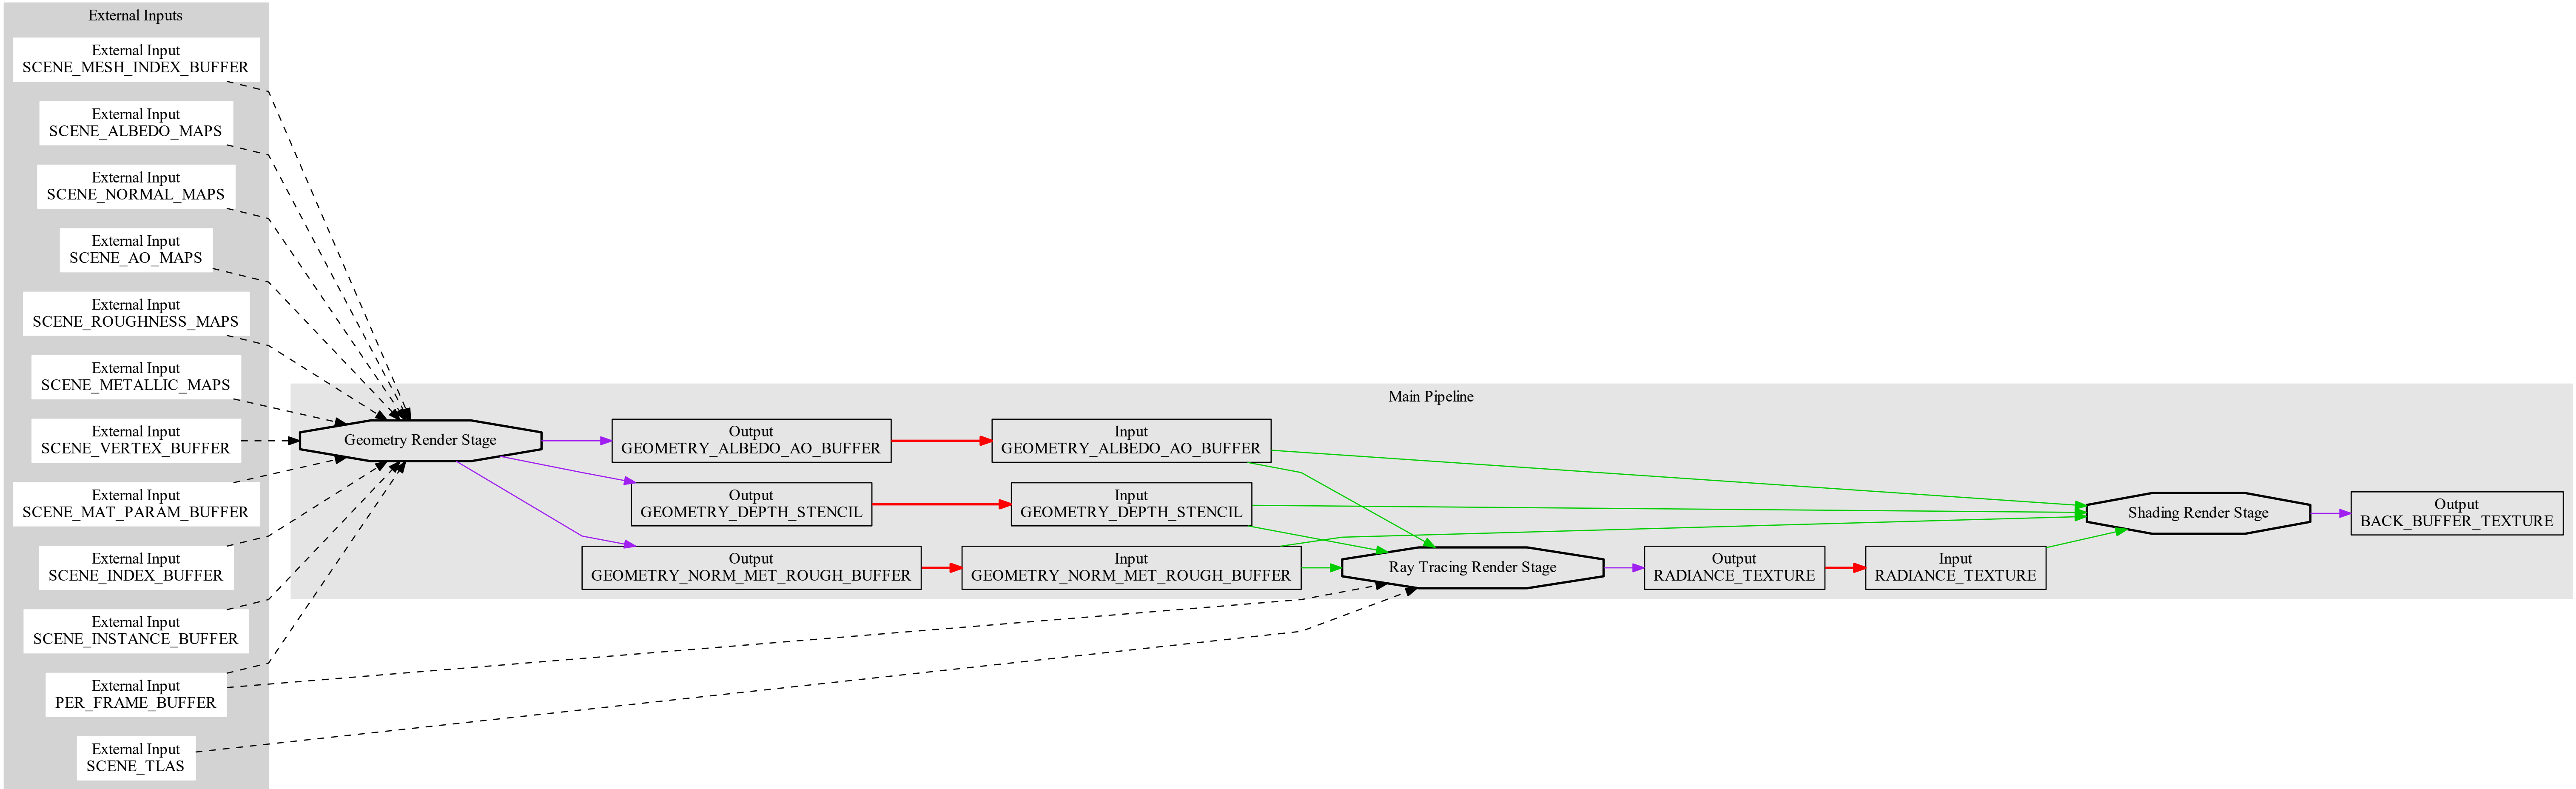 External Inputs
External Input
SCENE_MESH_INDEX_BUFFER
External Input
SCENE_ALBEDO_MAPS
External Input
SCENE_NORMAL_MAPS
External Input
SCENE_AO_MAPS
External Input
SCENE_ROUGHNESS_MAPS
External Input
SCENE_METALLIC_MAPS
External Input
SCENE_VERTEX_BUFFER
External Input
SCENE_MAT_PARAM_BUFFER
External Input
SCENE_INDEX_BUFFER
External Input
SCENE_INSTANCE_BUFFER
External Input
PER_FRAME_BUFFER
External Input
SCENE_TLAS
Main Pipeline
Geometry Render Stage
Output
GEOMETRY_ALBEDO_AO_BUFFER
Input
GEOMETRY_ALBEDO_AO_BUFFER
Output
GEOMETRY_DEPTH_STENCIL
Input
GEOMETRY_DEPTH_STENCIL
Output
GEOMETRY_NORM_MET_ROUGH_BUFFER
Input
GEOMETRY_NORM_MET_ROUGH_BUFFER
Ray Tracing Render Stage
Output
RADIANCE_TEXTURE
Input
RADIANCE_TEXTURE
Shading Render Stage
Output
BACK_BUFFER_TEXTURE